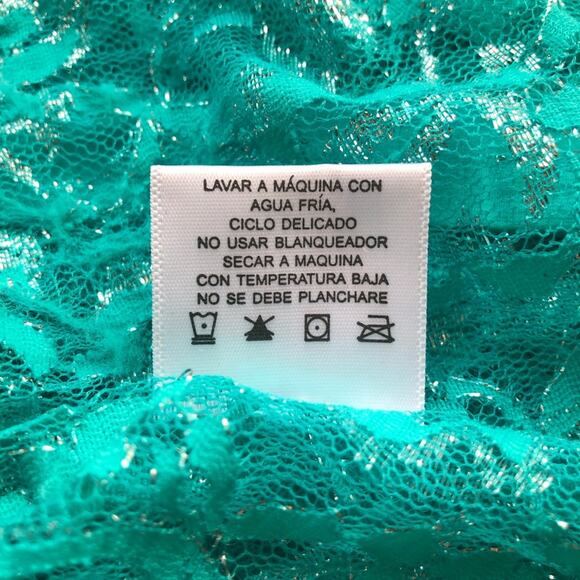 LAVAR A MÁQUINA CON
AGUA FRÍA,
CICLO DELICADO
NO USAR BLANQUEADOR
SECAR A MAQUINA
CON TEMPERATURA BAJA
NO SE DEBE PLANCHARE